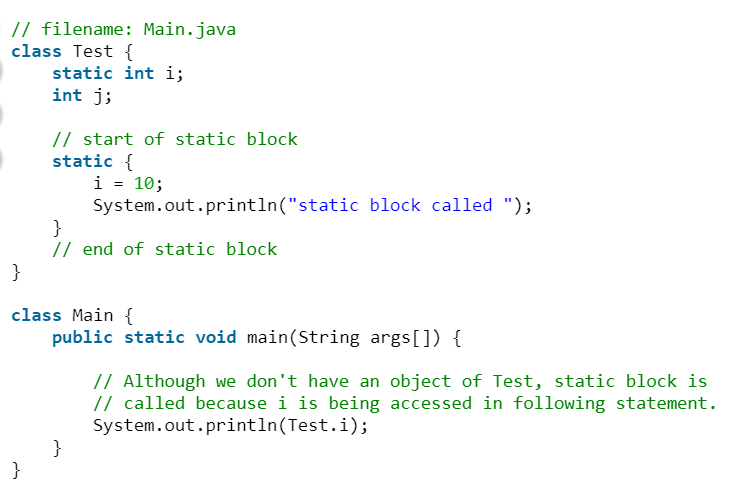 // filename: Main.java
class Test {
    static int i;
    int j;

    // start of static block
    static {
        i = 10;
        System.out.println("static block called ");
    }
    // end of static block
}

class Main {
    public static void main(String args[]) {

        // Although we don't have an object of Test, static block is
        // called because i is being accessed in following statement.
        System.out.println(Test.i);
    }
}